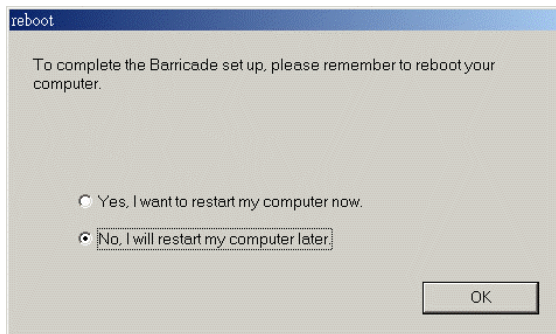 reboot
To complete the Barricade set up, please remember to reboot your
computer.
Yes, I want to restart my computer now.
No, I will restart my computer later.
OK